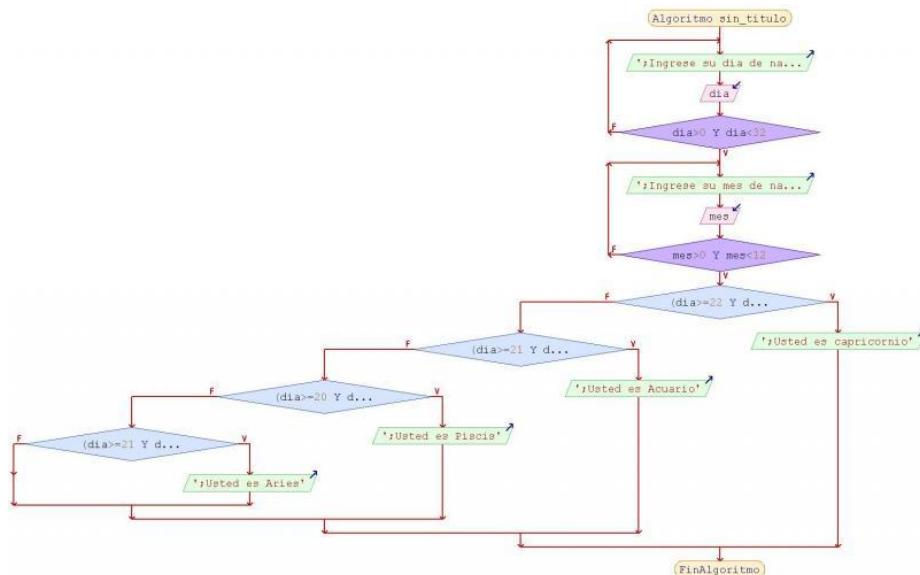 Algoritmo sin_titulo
';Ingrese su dia de na...
dia
dia>0 Y dia<32
F
V
';Ingrese su mes de na...
mes
mes>0 Y mes<12
F
V
(dia>=22 Y d...
F
V
';Usted es capricornio'
(dia>=21 Y d...
F
V
';Usted es Acuario'
(dia>=20 Y d...
F
V
';Usted es Piscis'
(dia>=21 Y d...
F
V
';Usted es Aries'
FinAlgoritmo